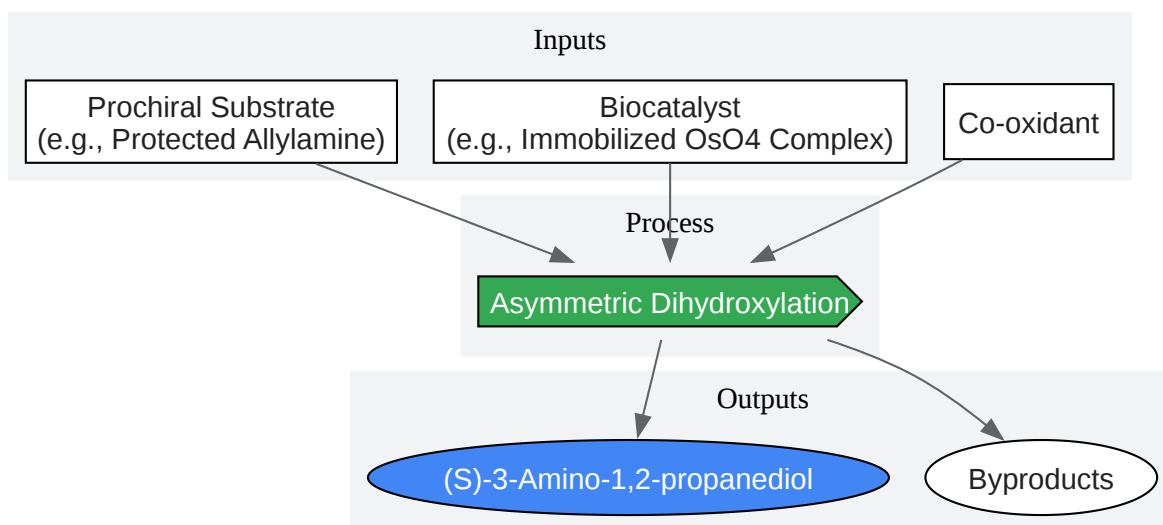 Inputs
Prochiral Substrate
(e.g., Protected Allylamine)
Biocatalyst
(e.g., Immobilized OsO4 Complex)
Co-oxidant
Process
Asymmetric Dihydroxylation
Outputs
(S)-3-Amino-1,2-propanediol
Byproducts